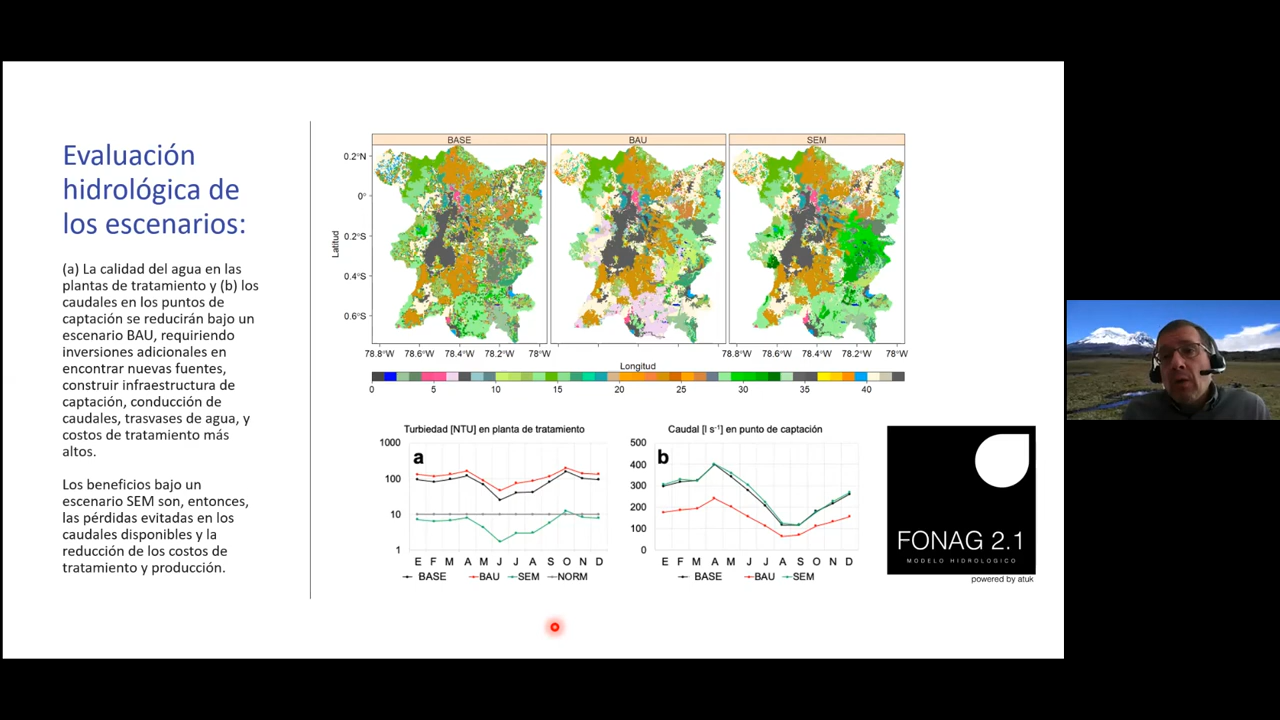 Evaluación
hidrológica de
los escenarios:
(a) La calidad del agua en las
plantas de tratamiento y (b) los
caudales en los puntos de
captación se reducirán bajo un
escenario BAU, requiriendo
inversiones adicionales en
encontrar nuevas fuentes,
construir infraestructura de
captación, conducción de
caudales, trasvases de agua, y
costos de tratamiento más
altos.
Los beneficios bajo un
escenario SEM son, entonces,
las pérdidas evitadas en los
caudales disponibles y la
reducción de los costos de
tratamiento y producción.
BASE BAU SEM
Latitud
0.2°N
0°
0.2°S
0.4°S
0.6°S
78.8°W 78.6°W 78.4°W 78.2°W 78°W 78.8°W 78.6°W 78.4°W 78.2°W 78°W
Longitud
0 5 10 15 20 25 30 35 40
Turbiedad [NTU] en planta de tratamiento
a
1000
100
10
1
E F M A M J J A S O N D
BASE BAU SEM NORM
Caudal [l s⁻¹] en punto de captación
b
500
400
300
200
100
0
E F M A M J J A S O N D
BASE BAU SEM
FONAG 2.1
MODELO HIDROLOGICO
powered by atuk